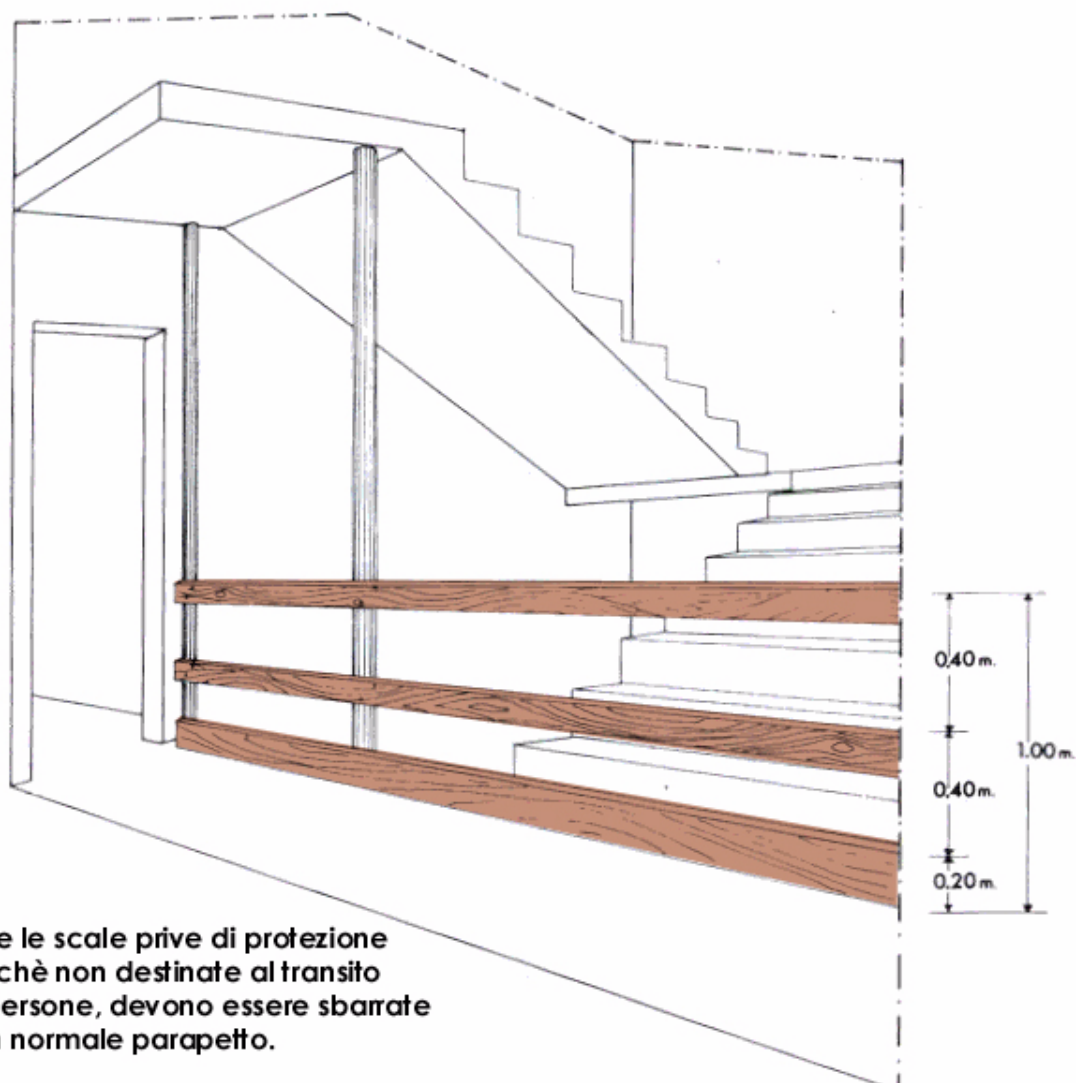 0.40 m.
1.00 m.
0.40 m.
0.20 m.
e le scale prive di protezione
chè non destinate al transito
ersone, devono essere sbarrate
normale parapetto.